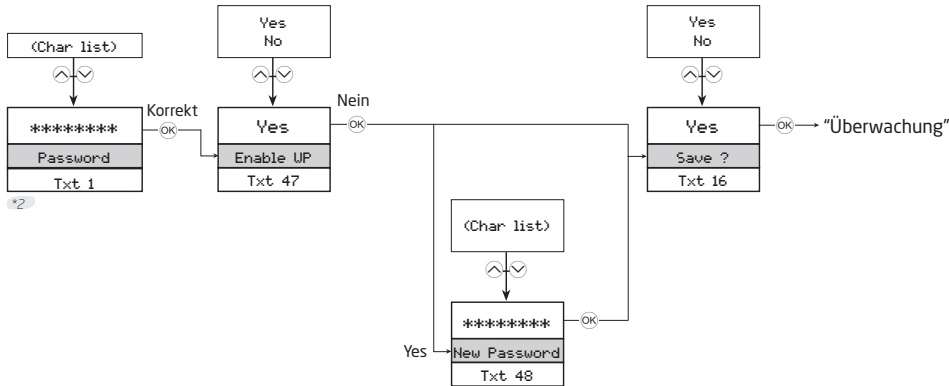 (Char list)
********
Password
Txt 1
*2
Korrekt
OK
Yes
No
Yes
Enable WP
Txt 47
Nein
OK
(Char list)
Yes
********
New Password
Txt 48
OK
Yes
No
Yes
Save ?
Txt 16
OK
"Überwachung"